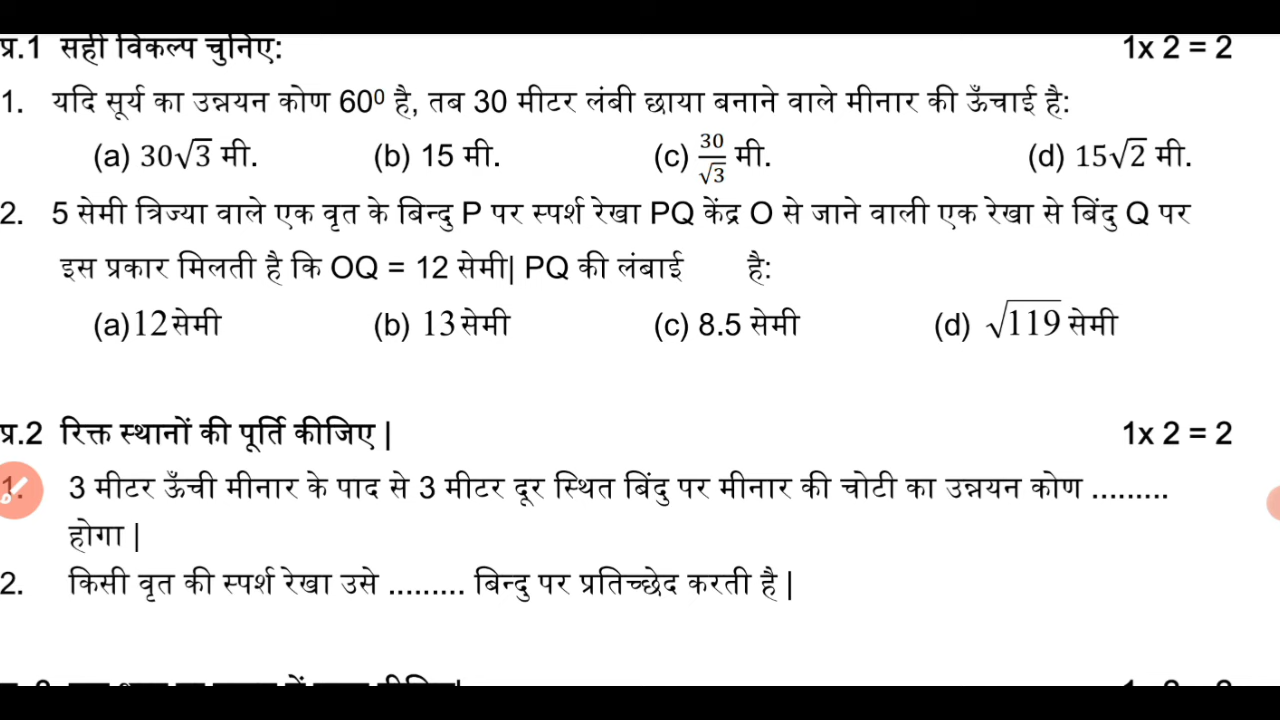 प्र.1 सही विकल्प चुनिए: 1x 2 = 2
1. यदि सूर्य का उन्नयन कोण 60⁰ है, तब 30 मीटर लंबी छाया बनाने वाले मीनार की ऊँचाई है:
(a) 30√3 मी. (b) 15 मी. (c) 30/√3 मी. (d) 15√2 मी.
2. 5 सेमी त्रिज्या वाले एक वृत के बिन्दु P पर स्पर्श रेखा PQ केंद्र O से जाने वाली एक रेखा से बिंदु Q पर
इस प्रकार मिलती है कि OQ = 12 सेमी| PQ की लंबाई है:
(a)12सेमी (b) 13सेमी (c) 8.5 सेमी (d) √119 सेमी
प्र.2 रिक्त स्थानों की पूर्ति कीजिए | 1x 2 = 2
1. 3 मीटर ऊँची मीनार के पाद से 3 मीटर दूर स्थित बिंदु पर मीनार की चोटी का उन्नयन कोण .........
होगा |
2. किसी वृत की स्पर्श रेखा उसे ......... बिन्दु पर प्रतिच्छेद करती है |